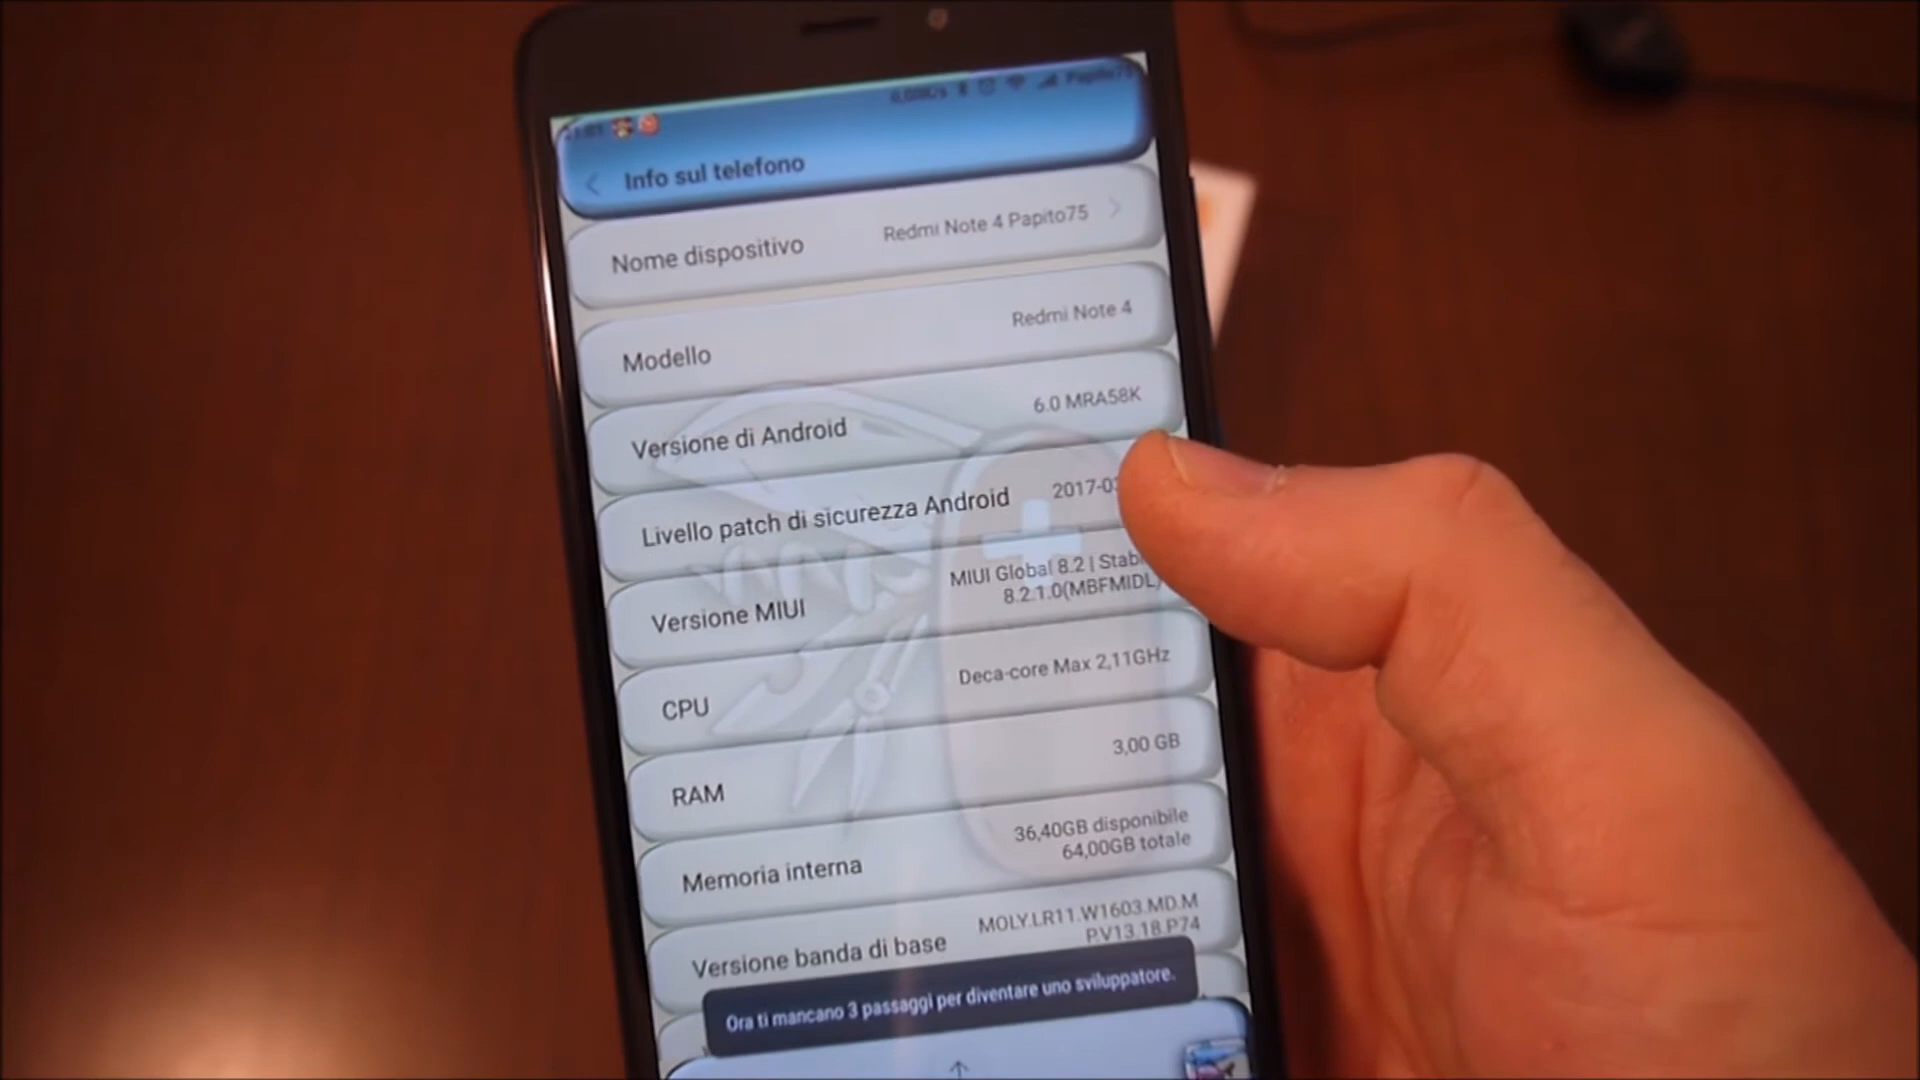 Papito75
Info sul telefono
Nome dispositivo
Redmi Note 4 Papito75
Modello
Redmi Note 4
Versione di Android
6.0 MRA58K
Livello patch di sicurezza Android
2017-03
Versione MIUI
MIUI Global 8.2 | Stab
8.2.1.0(MBFMIDL)
CPU
Deca-core Max 2,11GHz
RAM
3,00 GB
Memoria interna
36,40GB disponibile
64,00GB totale
Versione banda di base
MOLY.LR11.W1603.MD.M
P.V13.18.P74
Ora ti mancano 3 passaggi per diventare uno sviluppatore.